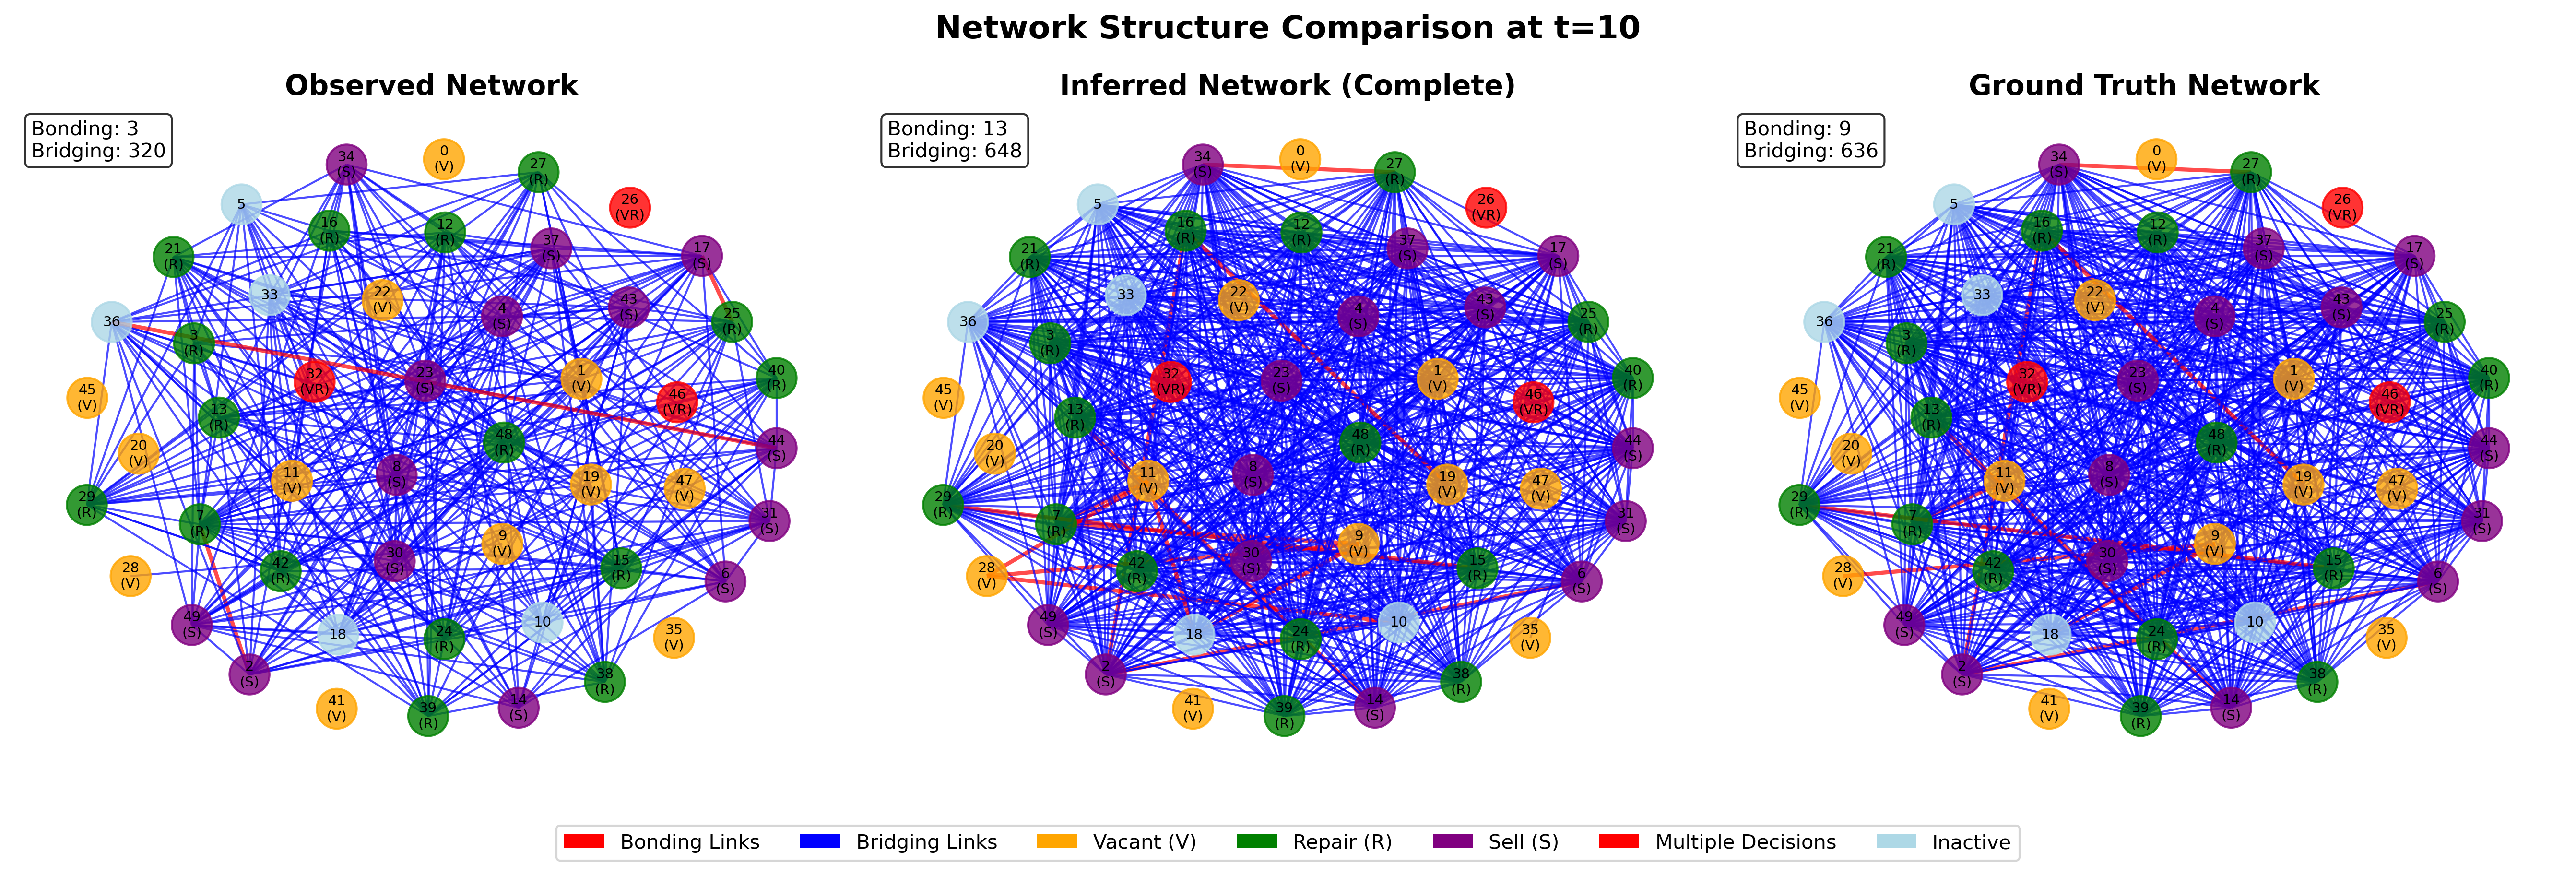 Network Structure Comparison at t=10
Observed Network
Bonding: 3
Bridging: 320
34
(S)
0
(V)
27
(R)
5
26
(VR)
16
(R)
12
(R)
37
(S)
17
(S)
21
(R)
33
22
(V)
4
(S)
43
(S)
25
(R)
36
3
(R)
32
(VR)
23
(S)
1
(V)
46
(VR)
40
(R)
45
(V)
13
(R)
48
(R)
44
(S)
20
(V)
11
(V)
8
(S)
19
(V)
47
(V)
29
(R)
7
(R)
31
(S)
28
(V)
42
(R)
30
(S)
9
(V)
15
(R)
6
(S)
49
(S)
18
24
(R)
10
35
(V)
2
(S)
41
(V)
39
(R)
14
(S)
38
(R)
Inferred Network (Complete)
Bonding: 13
Bridging: 648
34
(S)
0
(V)
27
(R)
5
26
(VR)
16
(R)
12
(R)
37
(S)
17
(S)
21
(R)
33
22
(V)
4
(S)
43
(S)
25
(R)
36
3
(R)
32
(VR)
23
(S)
1
(V)
46
(VR)
40
(R)
45
(V)
13
(R)
48
(R)
44
(S)
20
(V)
11
(V)
8
(S)
19
(V)
47
(V)
29
(R)
7
(R)
31
(S)
28
(V)
42
(R)
30
(S)
9
(V)
15
(R)
6
(S)
49
(S)
18
24
(R)
10
35
(V)
2
(S)
41
(V)
39
(R)
14
(S)
38
(R)
Ground Truth Network
Bonding: 9
Bridging: 636
34
(S)
0
(V)
27
(R)
5
26
(VR)
16
(R)
12
(R)
37
(S)
17
(S)
21
(R)
33
22
(V)
4
(S)
43
(S)
25
(R)
36
3
(R)
32
(VR)
23
(S)
1
(V)
46
(VR)
40
(R)
45
(V)
13
(R)
48
(R)
44
(S)
20
(V)
11
(V)
8
(S)
19
(V)
47
(V)
29
(R)
7
(R)
31
(S)
28
(V)
42
(R)
30
(S)
9
(V)
15
(R)
6
(S)
49
(S)
18
24
(R)
10
35
(V)
2
(S)
41
(V)
39
(R)
14
(S)
38
(R)
Bonding Links
Bridging Links
Vacant (V)
Repair (R)
Sell (S)
Multiple Decisions
Inactive